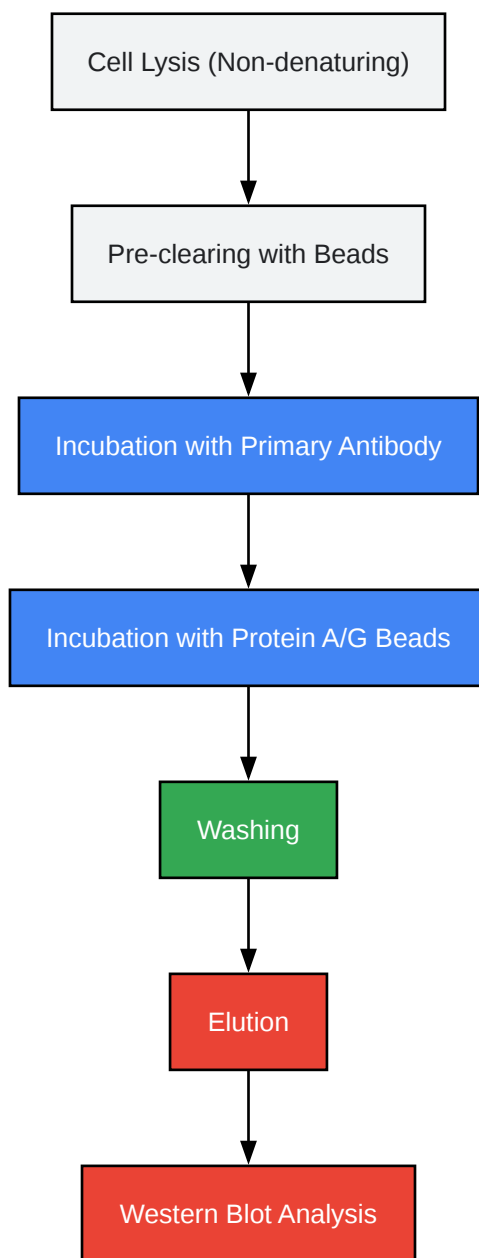 Cell Lysis (Non-denaturing)
Pre-clearing with Beads
Incubation with Primary Antibody
Incubation with Protein A/G Beads
Washing
Elution
Western Blot Analysis